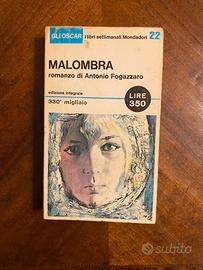 GLI OSCAR i libri settimanali Mondadori 22
MALOMBRA
romanzo di Antonio Fogazzaro
edizione integrale
330° migliaio
LIRE
350
subito